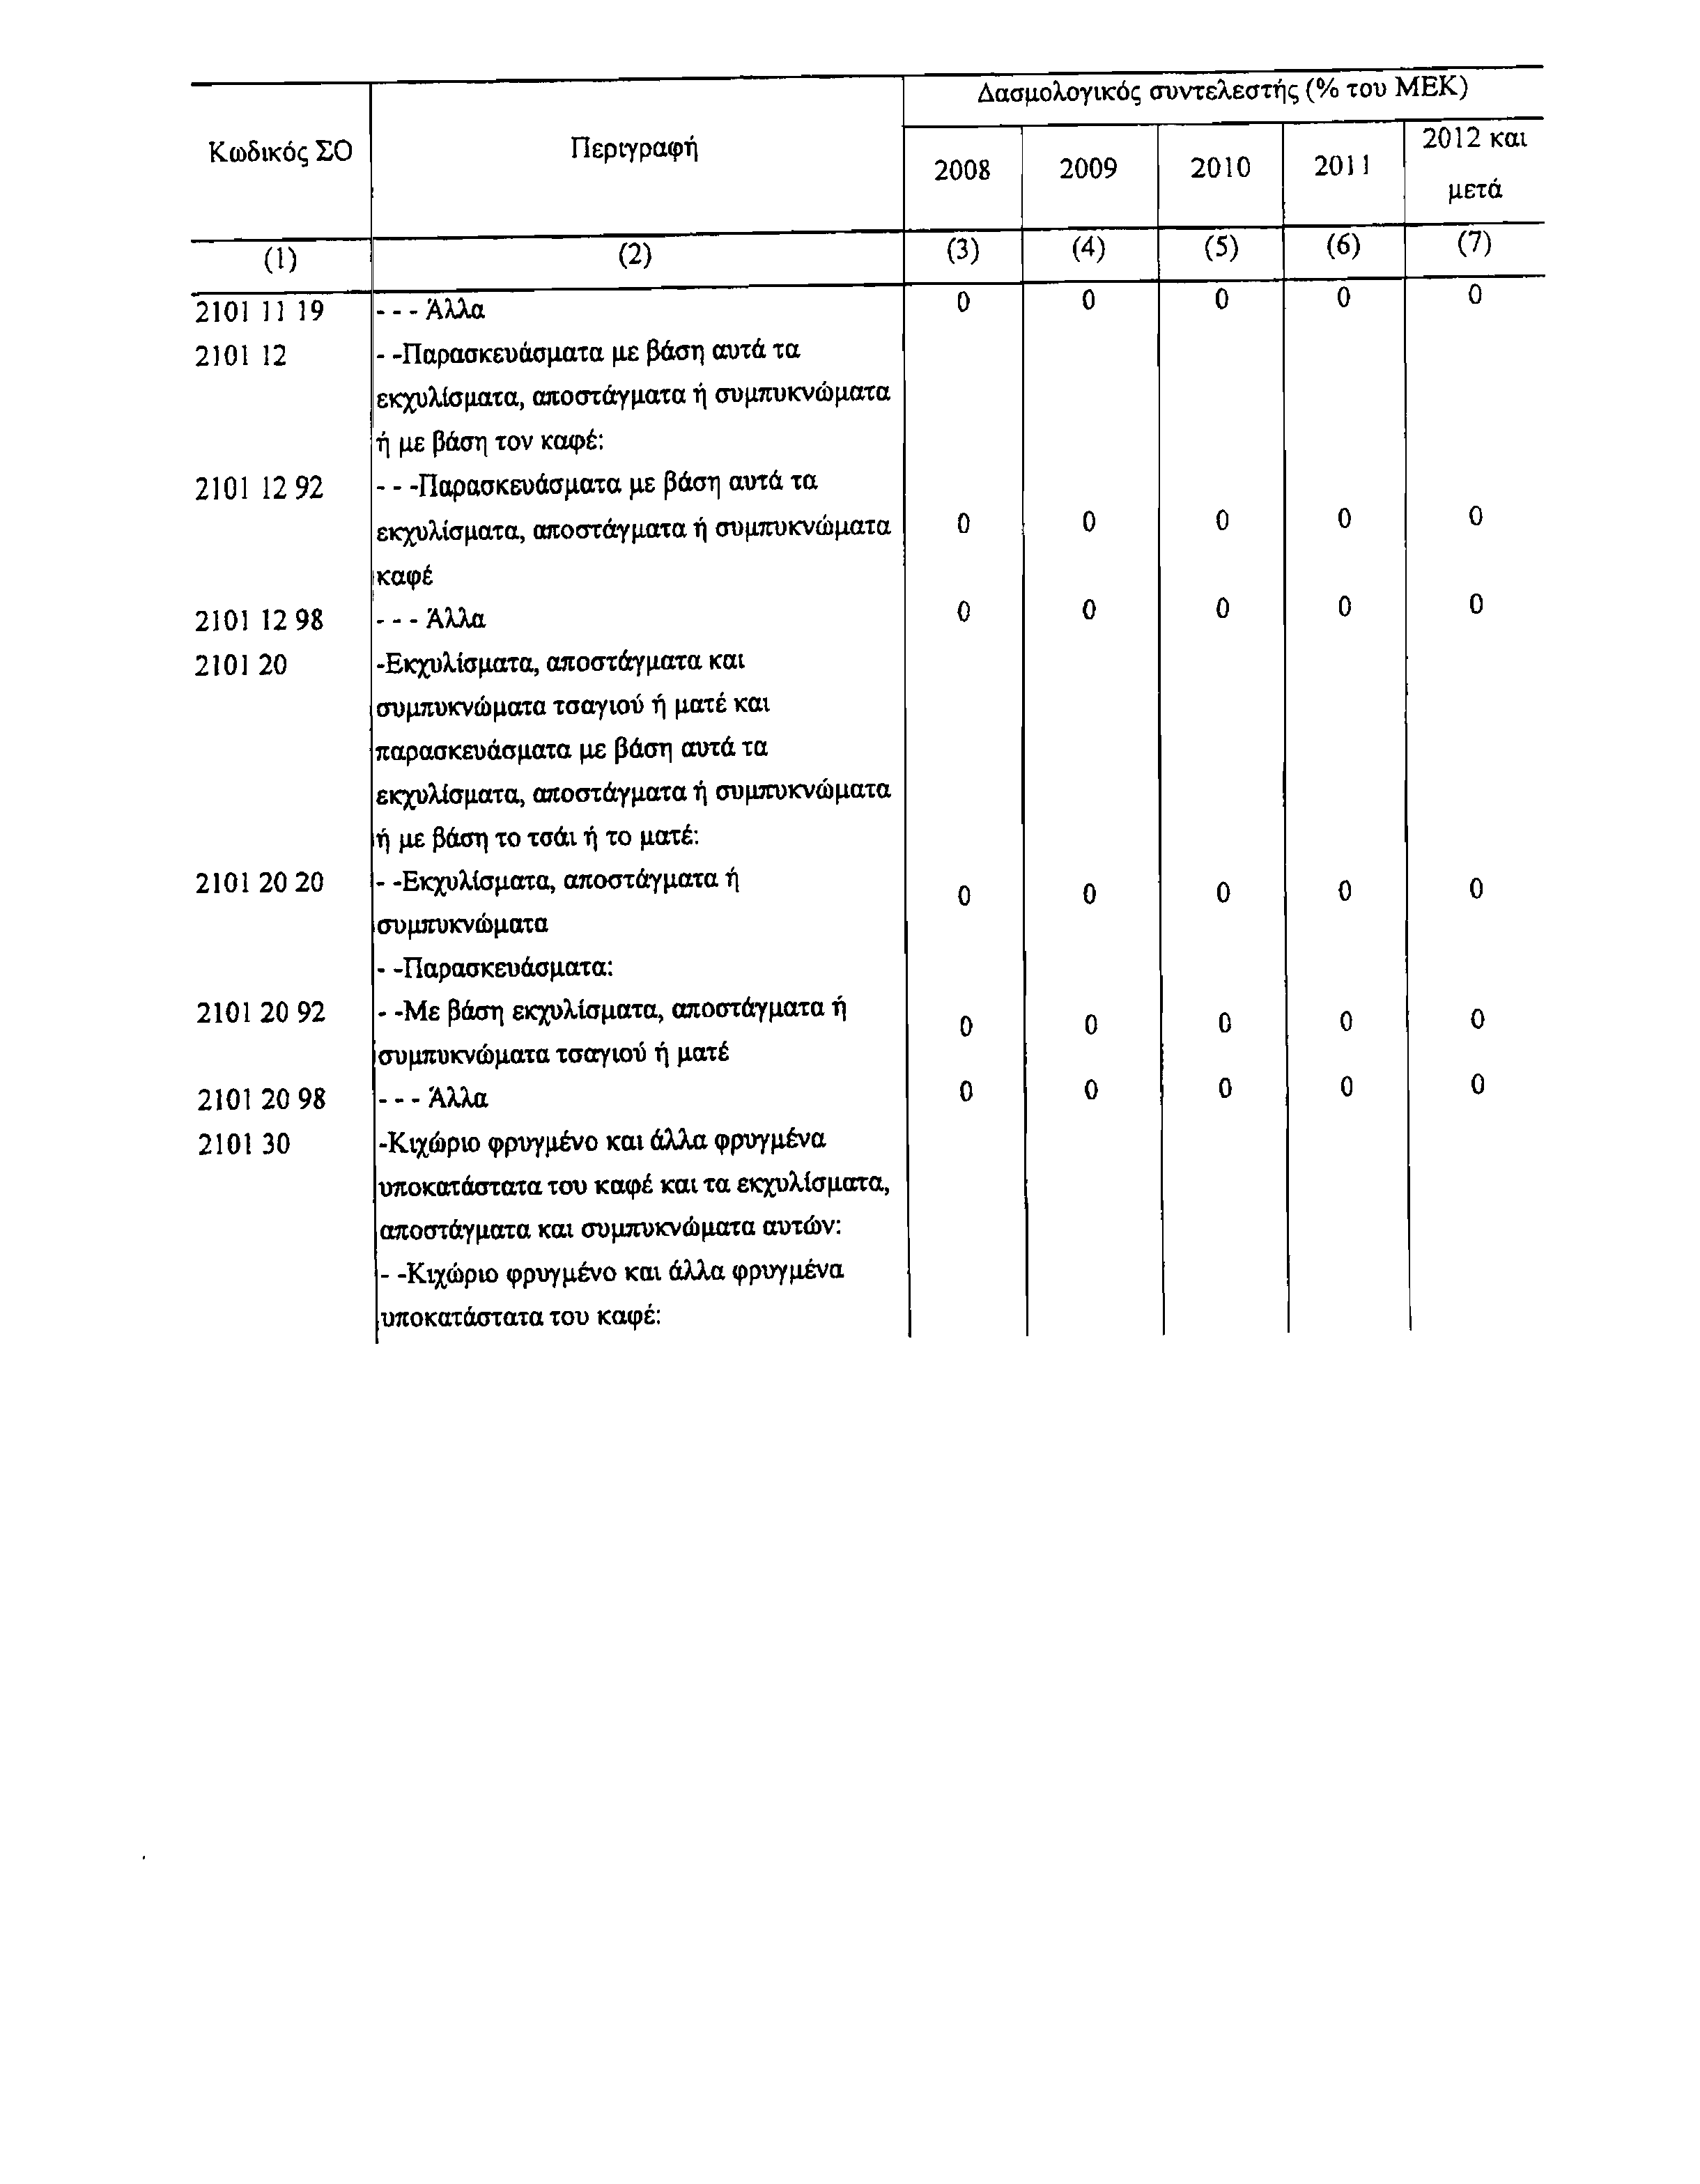 Δασμολογικός συντελεστής (% του ΜΕΚ)
Κωδικός ΣΟ Περιγραφή 2008 2009 2010 2011 2012 και
μετά
(1) (2) (3) (4) (5) (6) (7)
2101 11 19 - - - Άλλα 0 0 0 0 0
2101 12 - -Παρασκευάσματα με βάση αυτά τα
εκχυλίσματα, αποστάγματα ή συμπυκνώματα
ή με βάση τον καφέ:
2101 12 92 - - -Παρασκευάσματα με βάση αυτά τα
εκχυλίσματα, αποστάγματα ή συμπυκνώματα 0 0 0 0 0
καφέ
2101 12 98 - - - Άλλα 0 0 0 0 0
2101 20 -Εκχυλίσματα, αποστάγματα και
συμπυκνώματα τσαγιού ή ματέ και
παρασκευάσματα με βάση αυτά τα
εκχυλίσματα, αποστάγματα ή συμπυκνώματα
ή με βάση το τσάι ή το ματέ:
2101 20 20 - -Εκχυλίσματα, αποστάγματα ή 0 0 0 0 0
συμπυκνώματα
- -Παρασκευάσματα:
2101 20 92 - -Με βάση εκχυλίσματα, αποστάγματα ή 0 0 0 0 0
συμπυκνώματα τσαγιού ή ματέ
2101 20 98 - - - Άλλα 0 0 0 0 0
2101 30 -Κιχώριο φρυγμένο και άλλα φρυγμένα
υποκατάστατα του καφέ και τα εκχυλίσματα,
αποστάγματα και συμπυκνώματα αυτών:
- -Κιχώριο φρυγμένο και άλλα φρυγμένα
υποκατάστατα του καφέ: